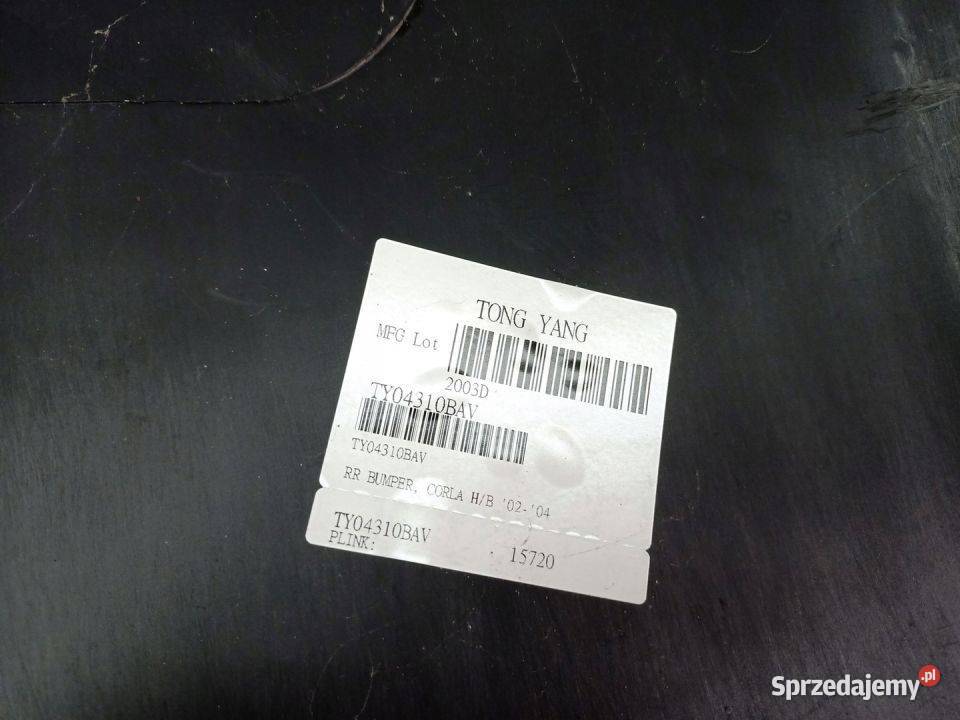 TONG YANG
MFG Lot
2003D
TY04310BAV
TY04310BAV
RR BUMPER, CORLA H/B '02-'04
TY04310BAV
PLINK: 15720
Sprzedajemy.pl